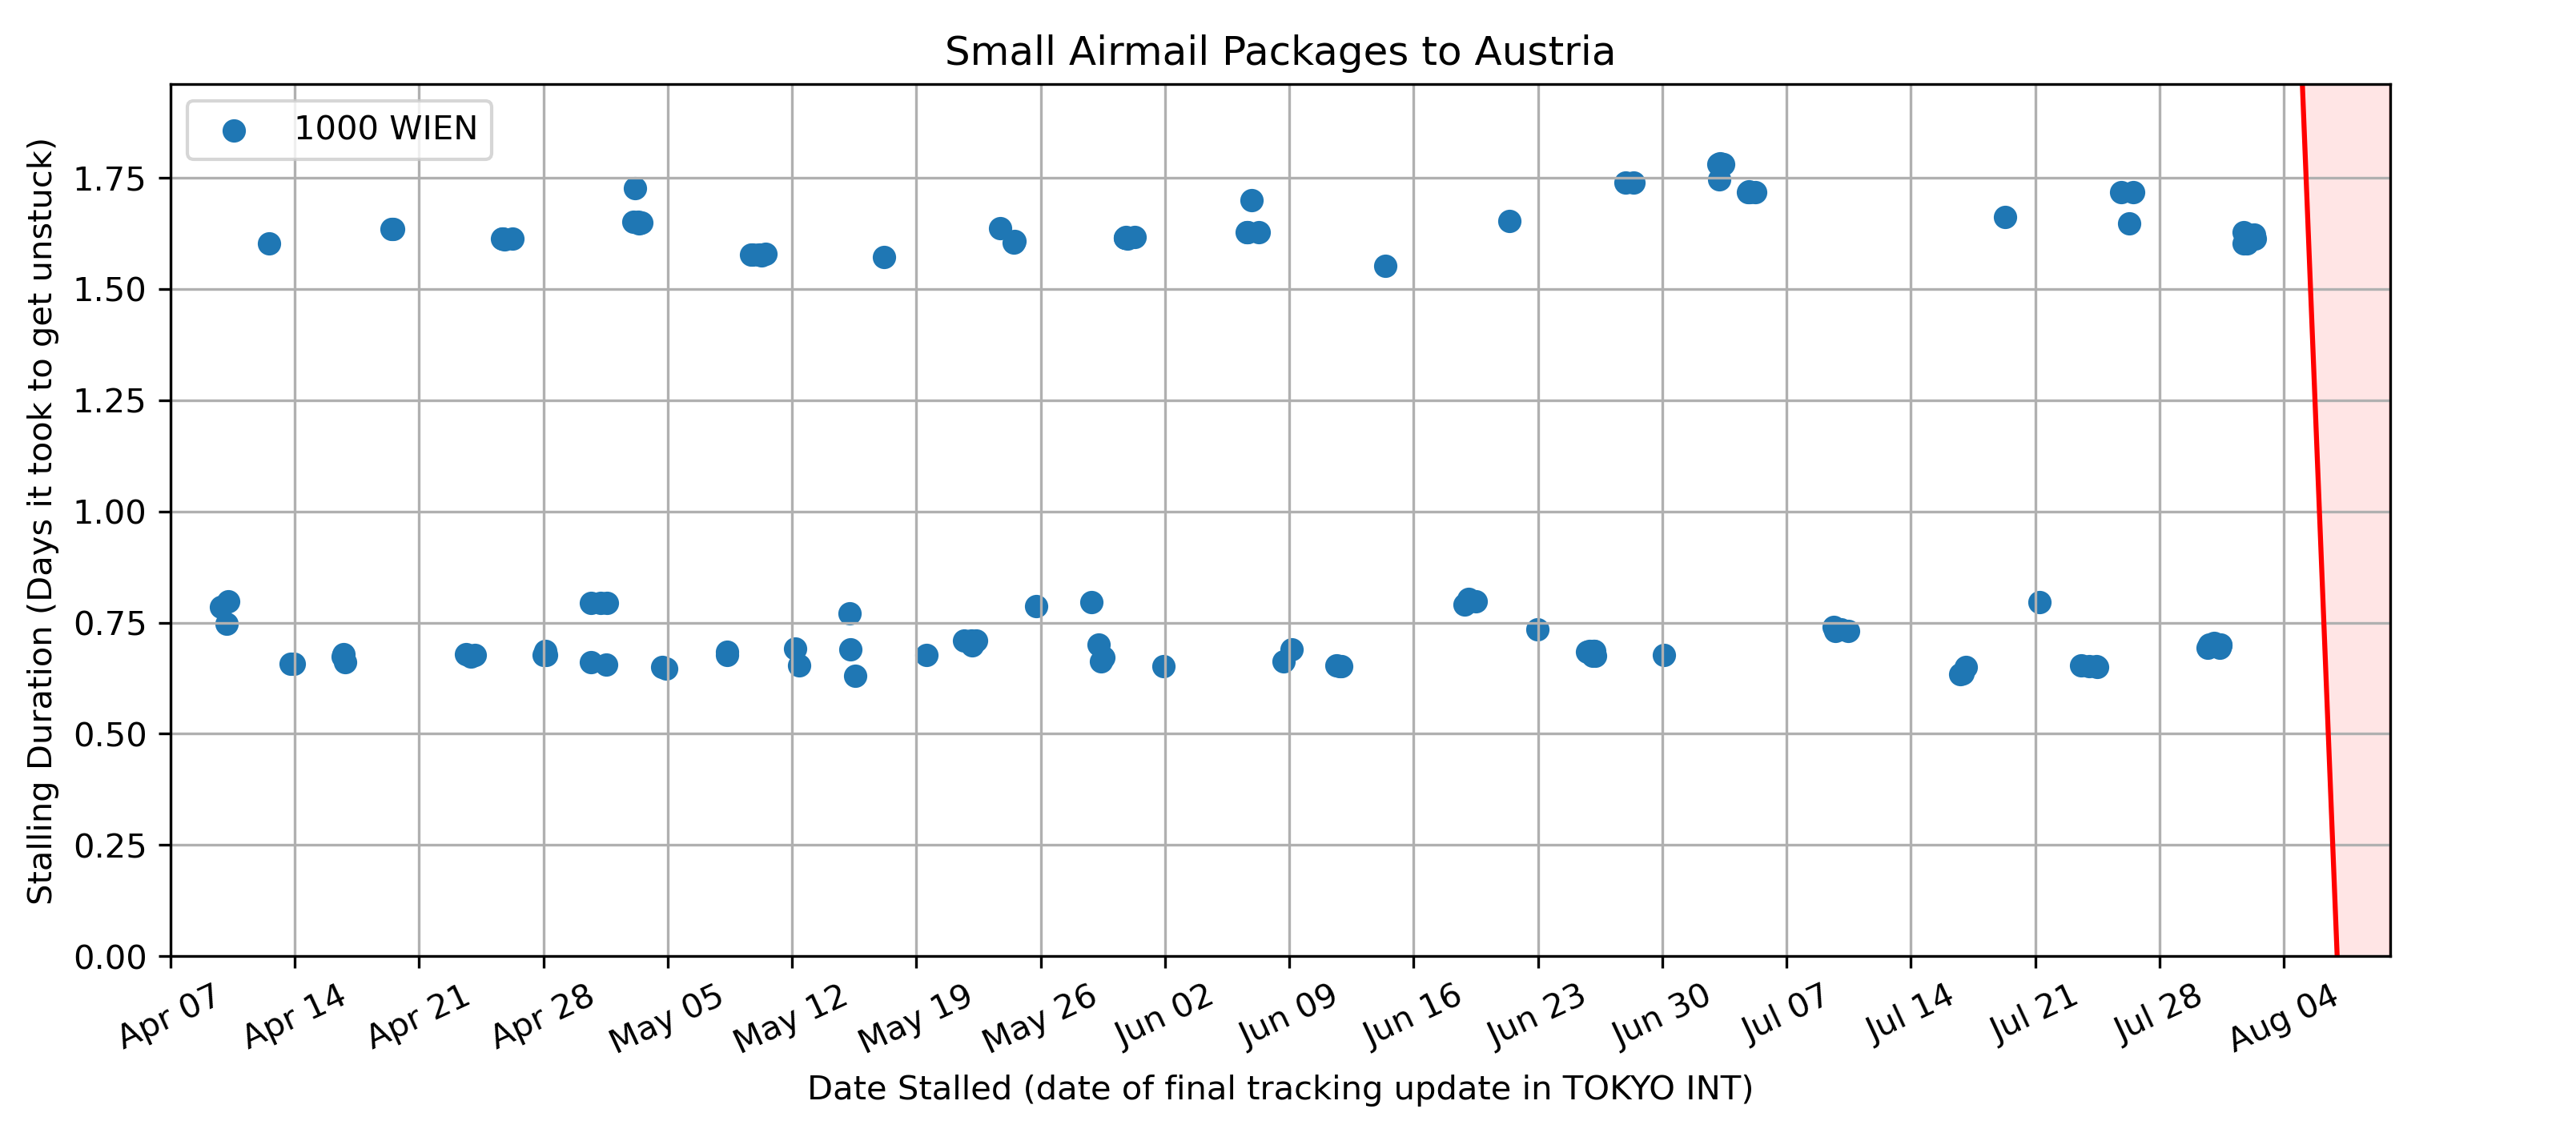 Small Airmail Packages to Austria
1000 WIEN
Stalling Duration (Days it took to get unstuck)
1.75
1.50
1.25
1.00
0.75
0.50
0.25
0.00
Apr 07
Apr 14
Apr 21
Apr 28
May 05
May 12
May 19
May 26
Jun 02
Jun 09
Jun 16
Jun 23
Jun 30
Jul 07
Jul 14
Jul 21
Jul 28
Aug 04
Date Stalled (date of final tracking update in TOKYO INT)